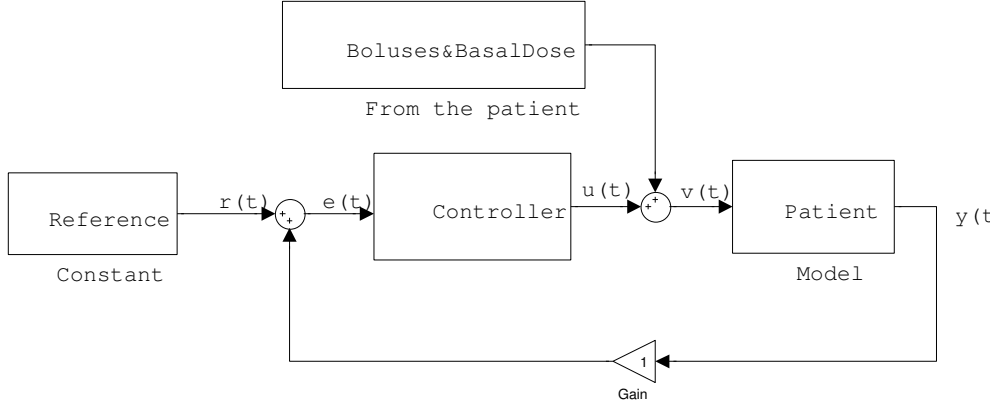 Boluses&BasalDose
From the patient
r(t)
e(t)
u(t)
v(t)
Reference
Controller
Patient
y(t
Constant
Model
1
Gain
+
+
+
+